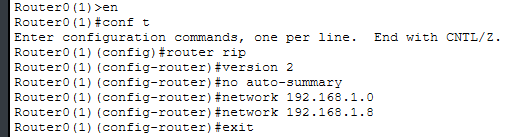 Router0(1)>en
Router0(1)#conf t
Enter configuration commands, one per line.  End with CNTL/Z.
Router0(1)(config)#router rip
Router0(1)(config-router)#version 2
Router0(1)(config-router)#no auto-summary
Router0(1)(config-router)#network 192.168.1.0
Router0(1)(config-router)#network 192.168.1.8
Router0(1)(config-router)#exit